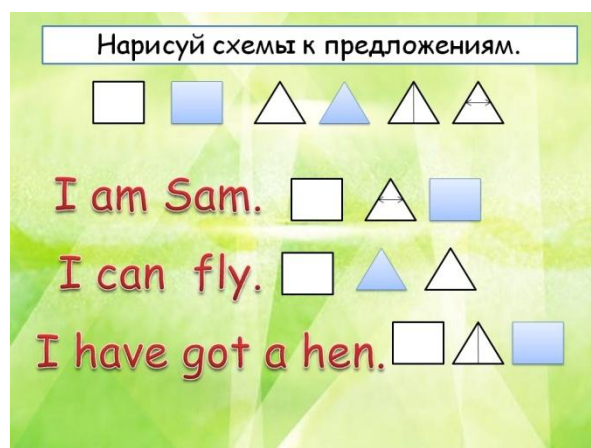 Нарисуй схемы к предложениям.
I am Sam.
I can fly.
I have got a hen.